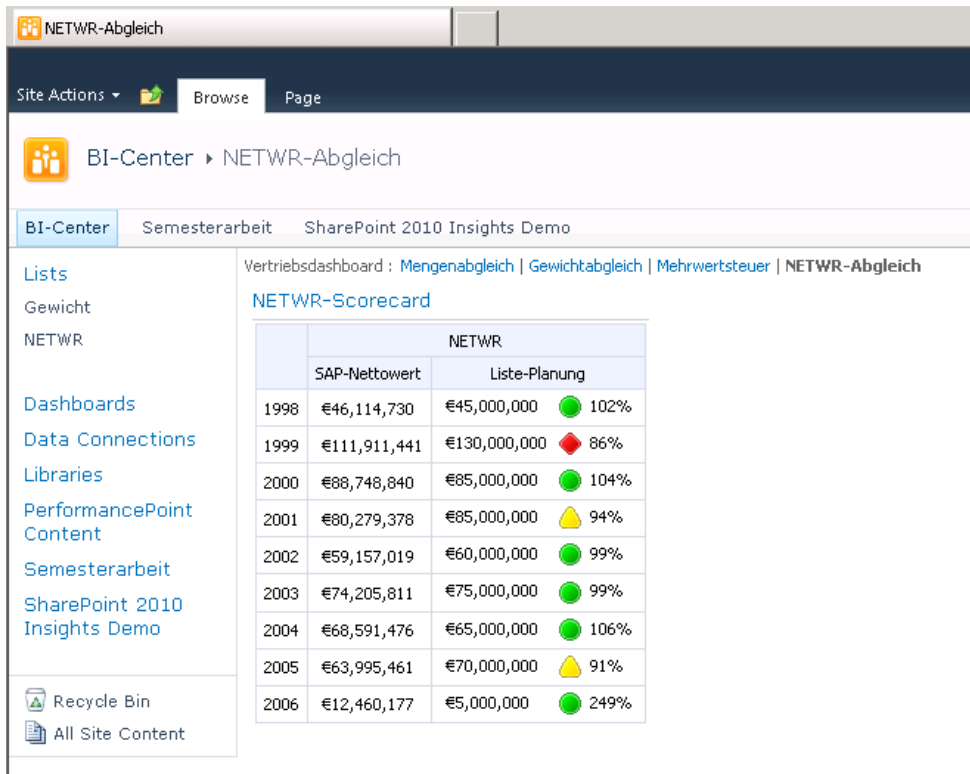 NETWR-Abgleich
Site Actions
Browse
Page
BI-Center NETWR-Abgleich
BI-Center
Semesterarbeit
SharePoint 2010 Insights Demo
Lists
Gewicht
NETWR
Dashboards
Data Connections
Libraries
PerformancePoint
Content
Semesterarbeit
SharePoint 2010
Insights Demo
Recycle Bin
All Site Content
Vertriebsdashboard : Mengenabgleich | Gewichtabgleich | Mehrwertsteuer | NETWR-Abgleich
NETWR-Scorecard
NETWR
SAP-Nettowert Liste-Planung
1998 €46,114,730 €45,000,000 102%
1999 €111,911,441 €130,000,000 86%
2000 €88,748,840 €85,000,000 104%
2001 €80,279,378 €85,000,000 94%
2002 €59,157,019 €60,000,000 99%
2003 €74,205,811 €75,000,000 99%
2004 €68,591,476 €65,000,000 106%
2005 €63,995,461 €70,000,000 91%
2006 €12,460,177 €5,000,000 249%